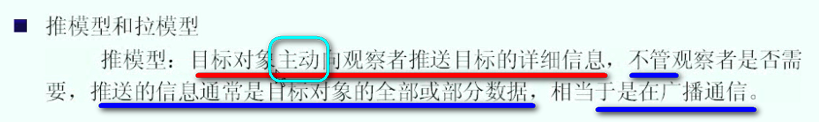 推模型和拉模型
推模型：目标对象主动向观察者推送目标的详细信息，不管观察者是否需
要，推送的信息通常是目标对象的全部或部分数据，相当于是在广播通信。